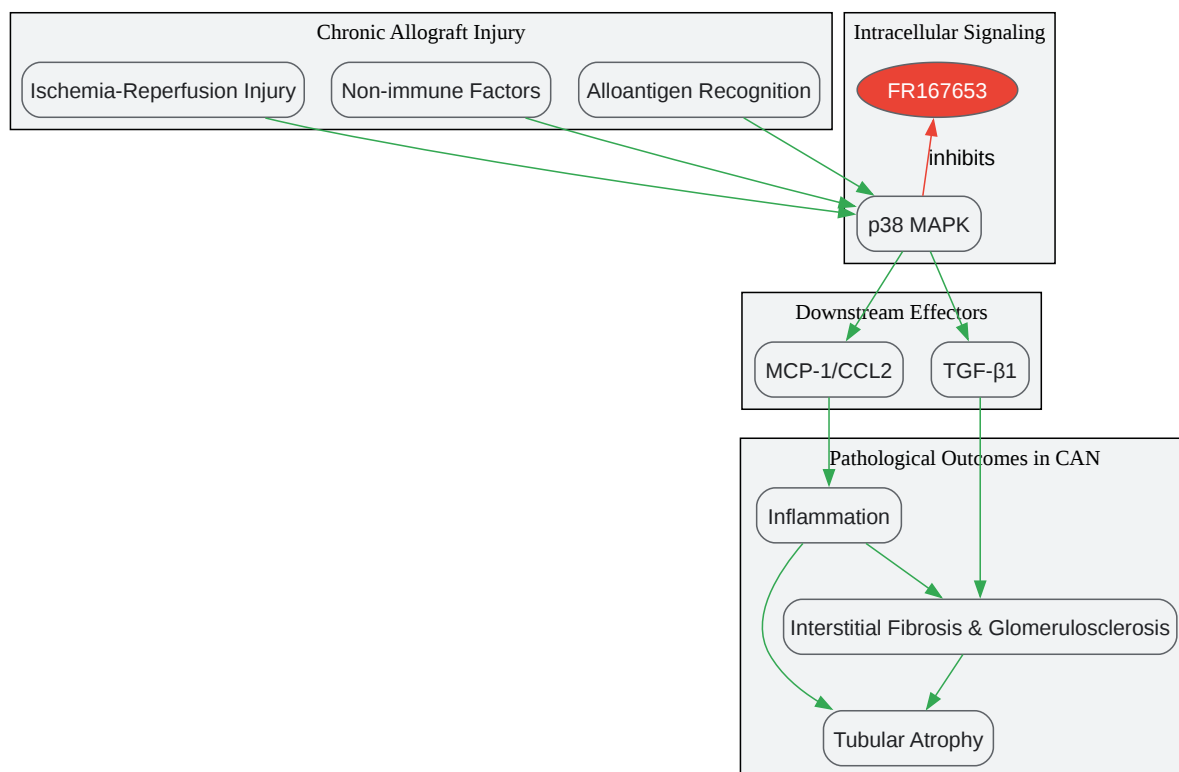 Chronic Allograft Injury
Ischemia-Reperfusion Injury
Non-immune Factors
Alloantigen Recognition
Intracellular Signaling
FR167653
inhibits
p38 MAPK
Downstream Effectors
MCP-1/CCL2
TGF-β1
Pathological Outcomes in CAN
Inflammation
Interstitial Fibrosis & Glomerulosclerosis
Tubular Atrophy